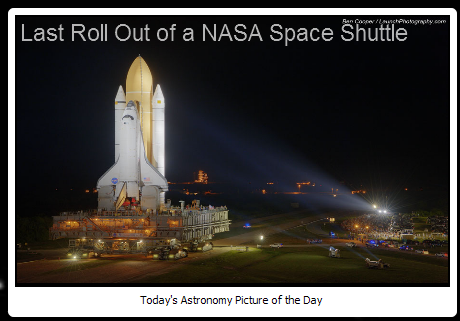 Ben Cooper / LaunchPhotography.com
Last Roll Out of a NASA Space Shuttle
Today's Astronomy Picture of the Day